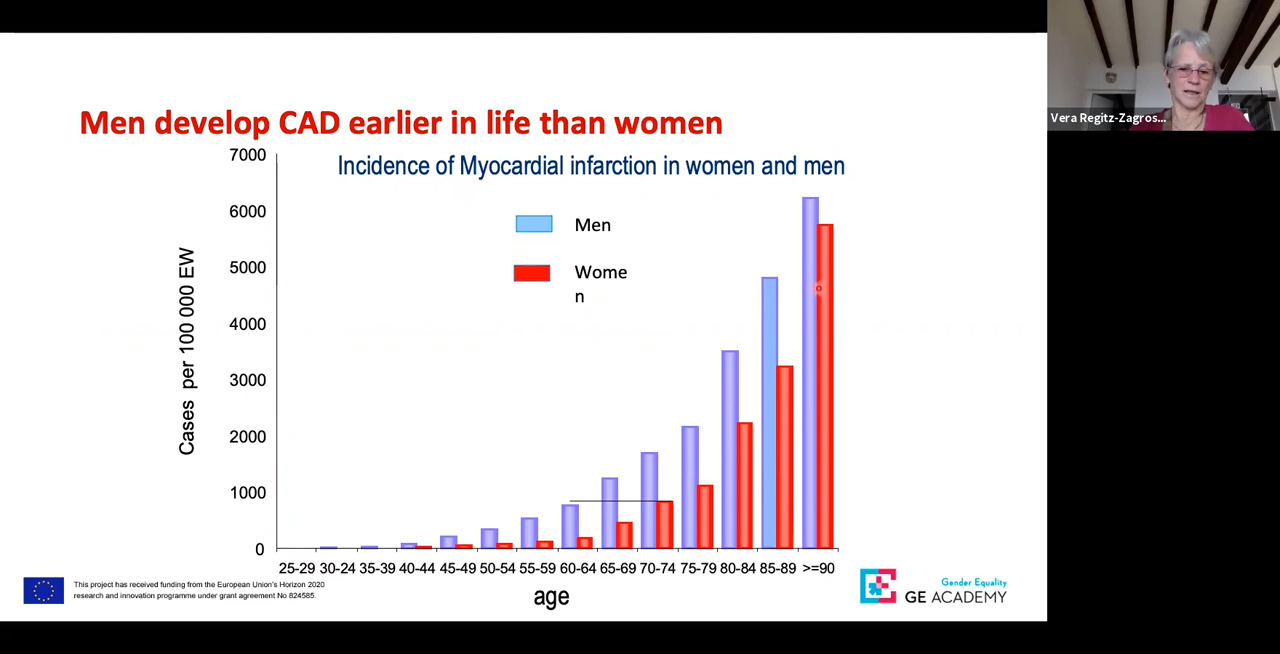 Men develop CAD earlier in life than women
Incidence of Myocardial infarction in women and men
Men
Wome
n
Cases per 100 000 EW
7000
6000
5000
4000
3000
2000
1000
0
25-29 30-24 35-39 40-44 45-49 50-54 55-59 60-64 65-69 70-74 75-79 80-84 85-89 >=90
age
This project has received funding from the European Union's Horizon 2020
research and innovation programme under grant agreement No 824585.
Gender Equality
GE ACADEMY
Vera Regitz-Zagros...